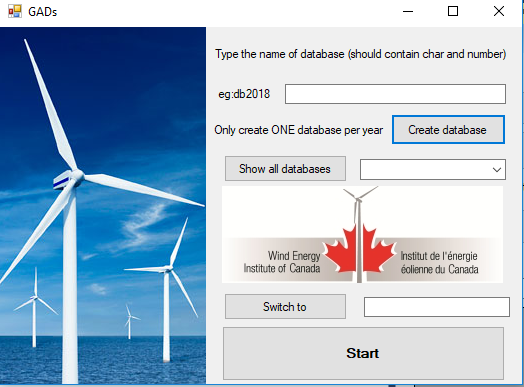 GADs
Type the name of database (should contain char and number)
eg:db2018
Only create ONE database per year
Create database
Show all databases
Wind Energy
Institute of Canada
Institut de l'énergie
éolienne du Canada
Switch to
Start